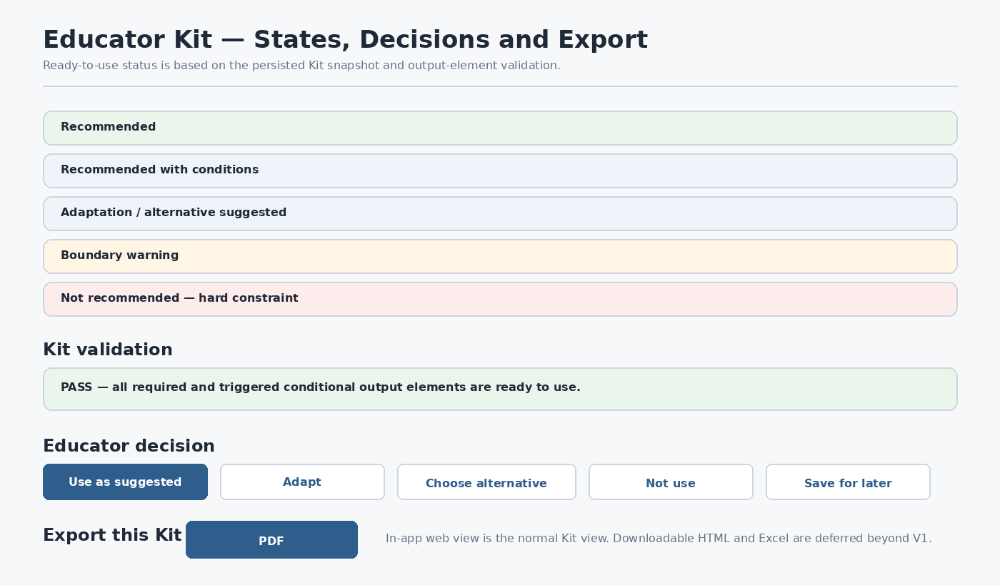 Educator Kit — States, Decisions and Export
Ready-to-use status is based on the persisted Kit snapshot and output-element validation.
Recommended
Recommended with conditions
Adaptation / alternative suggested
Boundary warning
Not recommended — hard constraint
Kit validation
PASS — all required and triggered conditional output elements are ready to use.
Educator decision
Use as suggested
Adapt
Choose alternative
Not use
Save for later
Export this Kit
PDF
In-app web view is the normal Kit view. Downloadable HTML and Excel are deferred beyond V1.